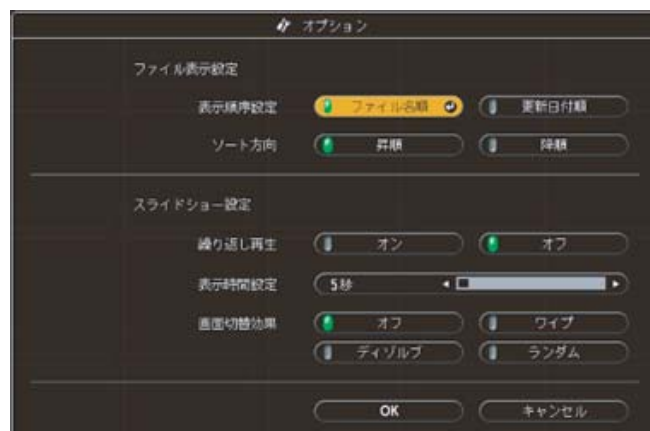 オプション
ファイル表示設定
表示順序設定 ファイル名順 更新日付順
ソート方向 昇順 降順
スライドショー設定
繰り返し再生 オン オフ
表示時間設定 5秒
画面切替効果 オフ ワイプ
ディゾルブ ランダム
OK キャンセル